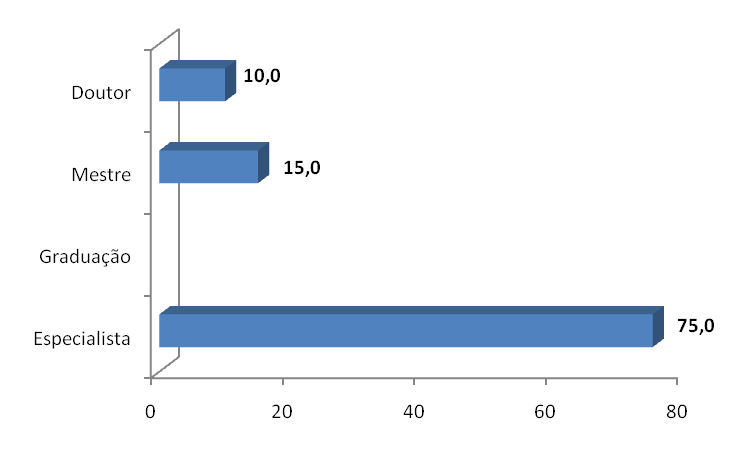 Doutor
10,0
Mestre
15,0
Graduação
Especialista
75,0
0 20 40 60 80